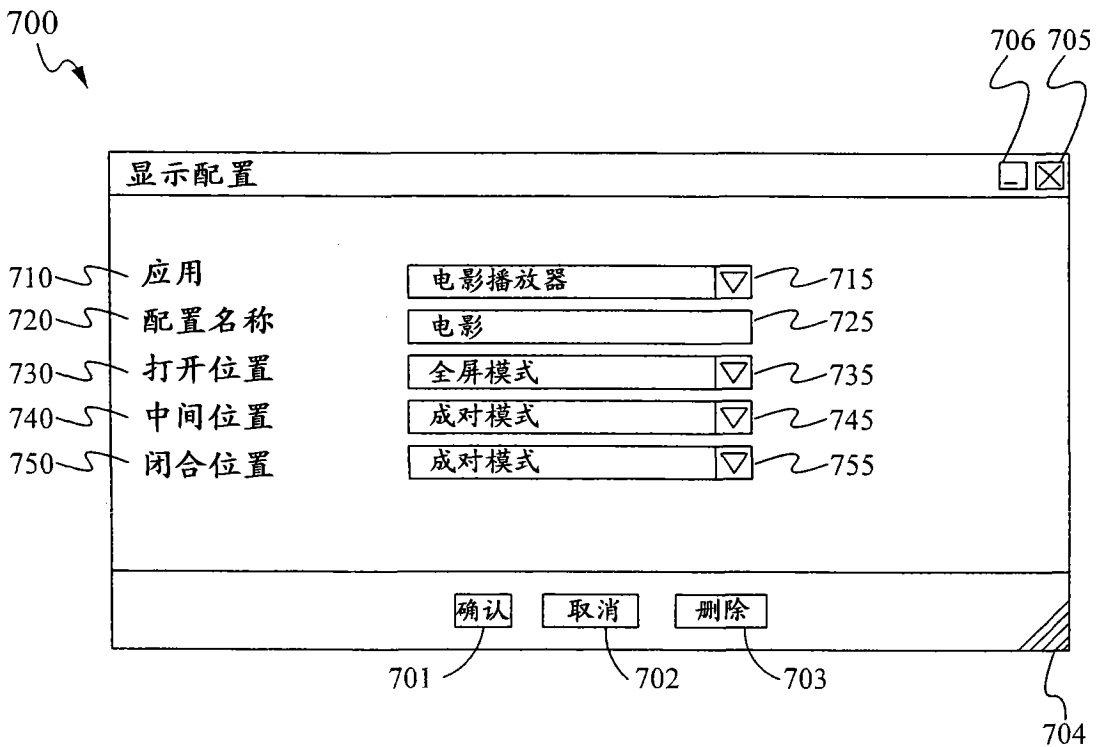 700
706 705
显示配置
710 应用 电影播放器 715
720 配置名称 电影 725
730 打开位置 全屏模式 735
740 中间位置 成对模式 745
750 闭合位置 成对模式 755
确认 取消 删除
701 702 703
704